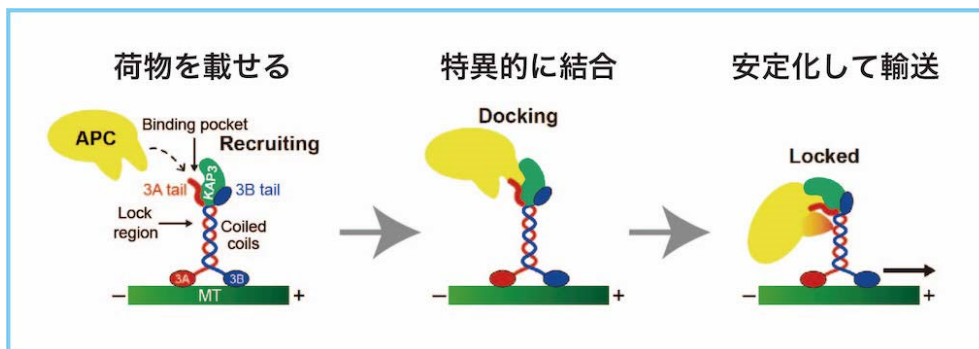 荷物を載せる
APC
Binding pocket
Recruiting
KAP3
3A tail
3B tail
Lock
region
Coiled
coils
3A
3B
−
MT
+
特異的に結合
Docking
−
+
安定化して輸送
Locked
−
+